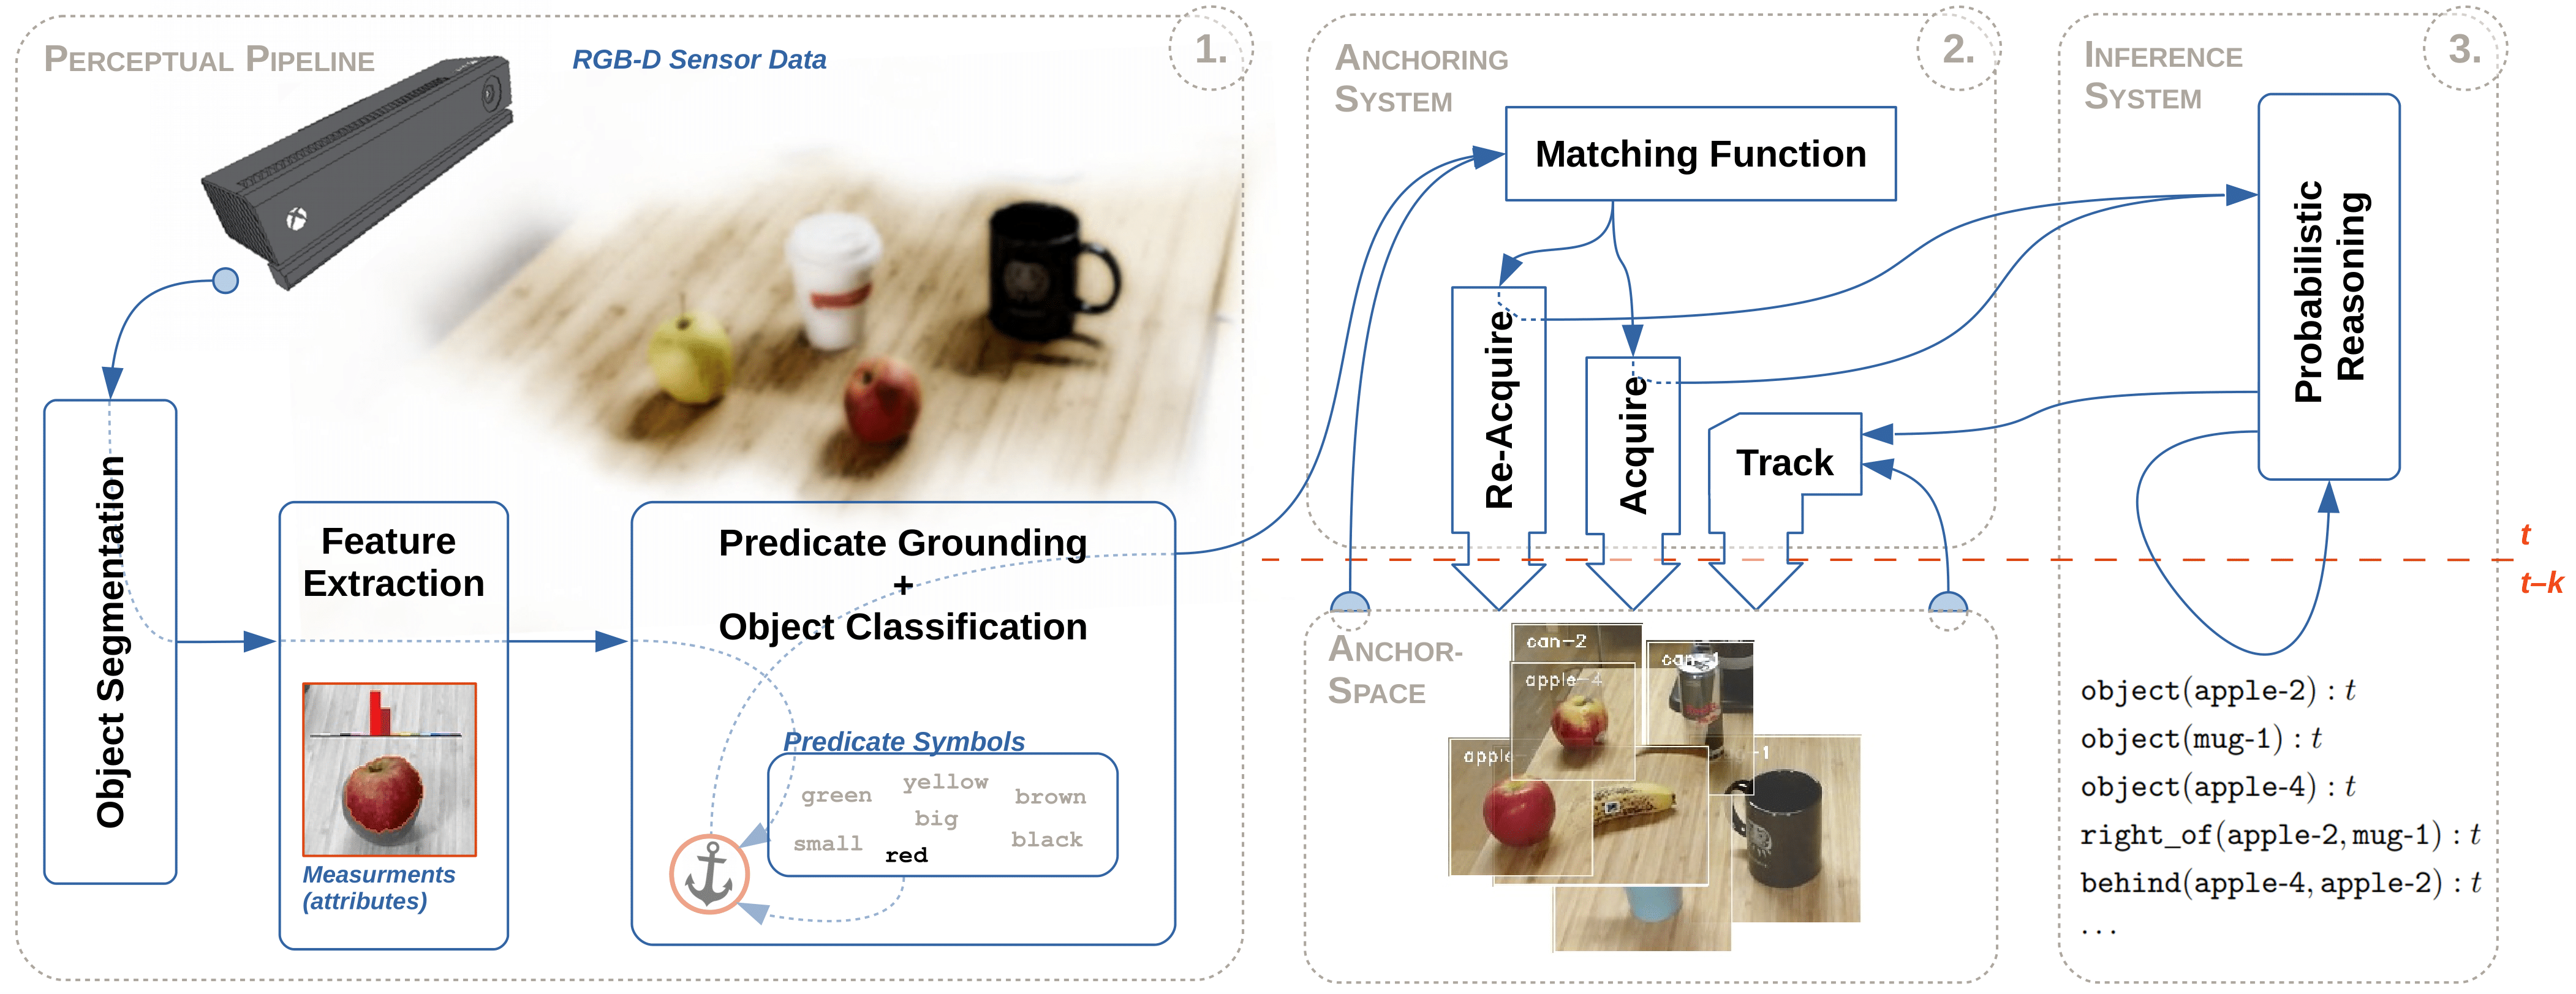 PERCEPTUAL PIPELINE
RGB-D Sensor Data
1.
Object Segmentation
Feature
Extraction
Measurments
(attributes)
Predicate Grounding
+
Object Classification
Predicate Symbols
green
yellow
brown
big
small
black
red
ANCHORING
SYSTEM
2.
Matching Function
Re-Acquire
Acquire
Track
ANCHOR-
SPACE
can-2
can-1
apple-4
apple
-1
INFERENCE
SYSTEM
3.
Probabilistic
Reasoning
t
t–k
object(apple-2) : t
object(mug-1) : t
object(apple-4) : t
right_of(apple-2, mug-1) : t
behind(apple-4, apple-2) : t
...